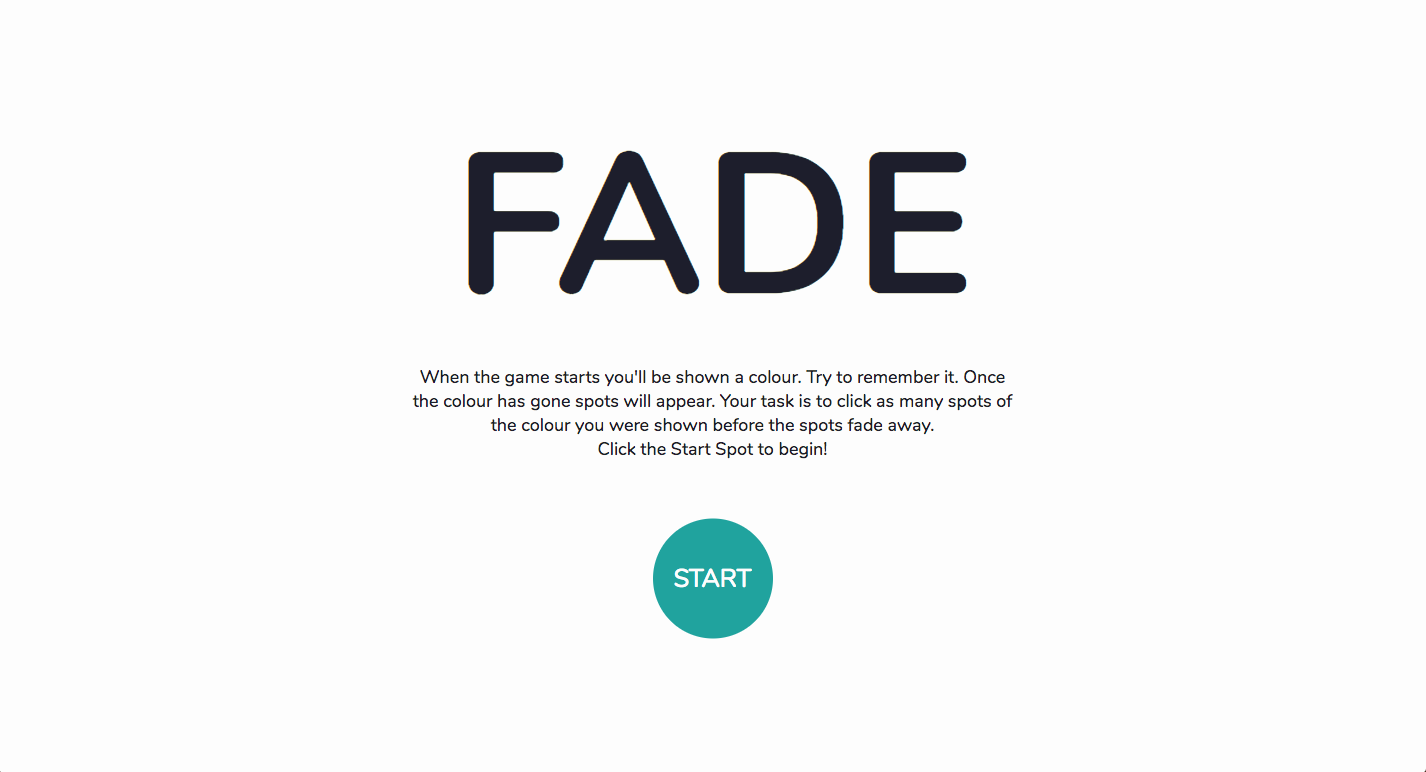 FADE
When the game starts you'll be shown a colour. Try to remember it. Once
the colour has gone spots will appear. Your task is to click as many spots of
the colour you were shown before the spots fade away.
Click the Start Spot to begin!
START